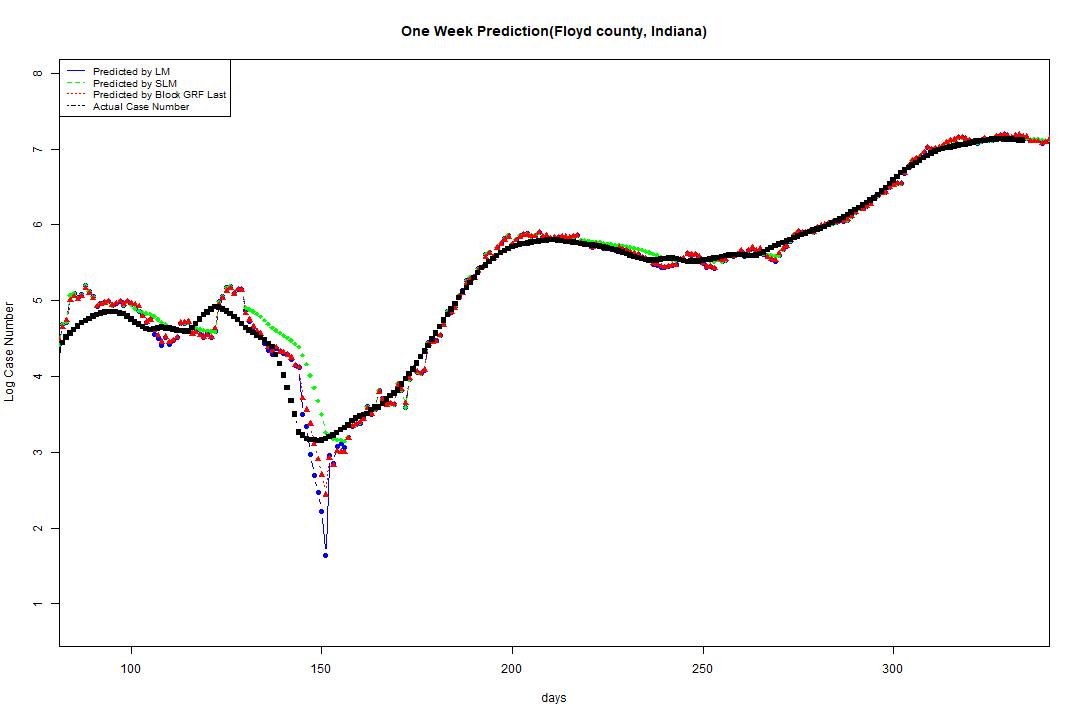 One Week Prediction(Floyd county, Indiana)
Predicted by LM
Predicted by SLM
Predicted by Block GRF Last
Actual Case Number
8
7
6
5
4
3
2
1
Log Case Number
100 150 200 250 300
days